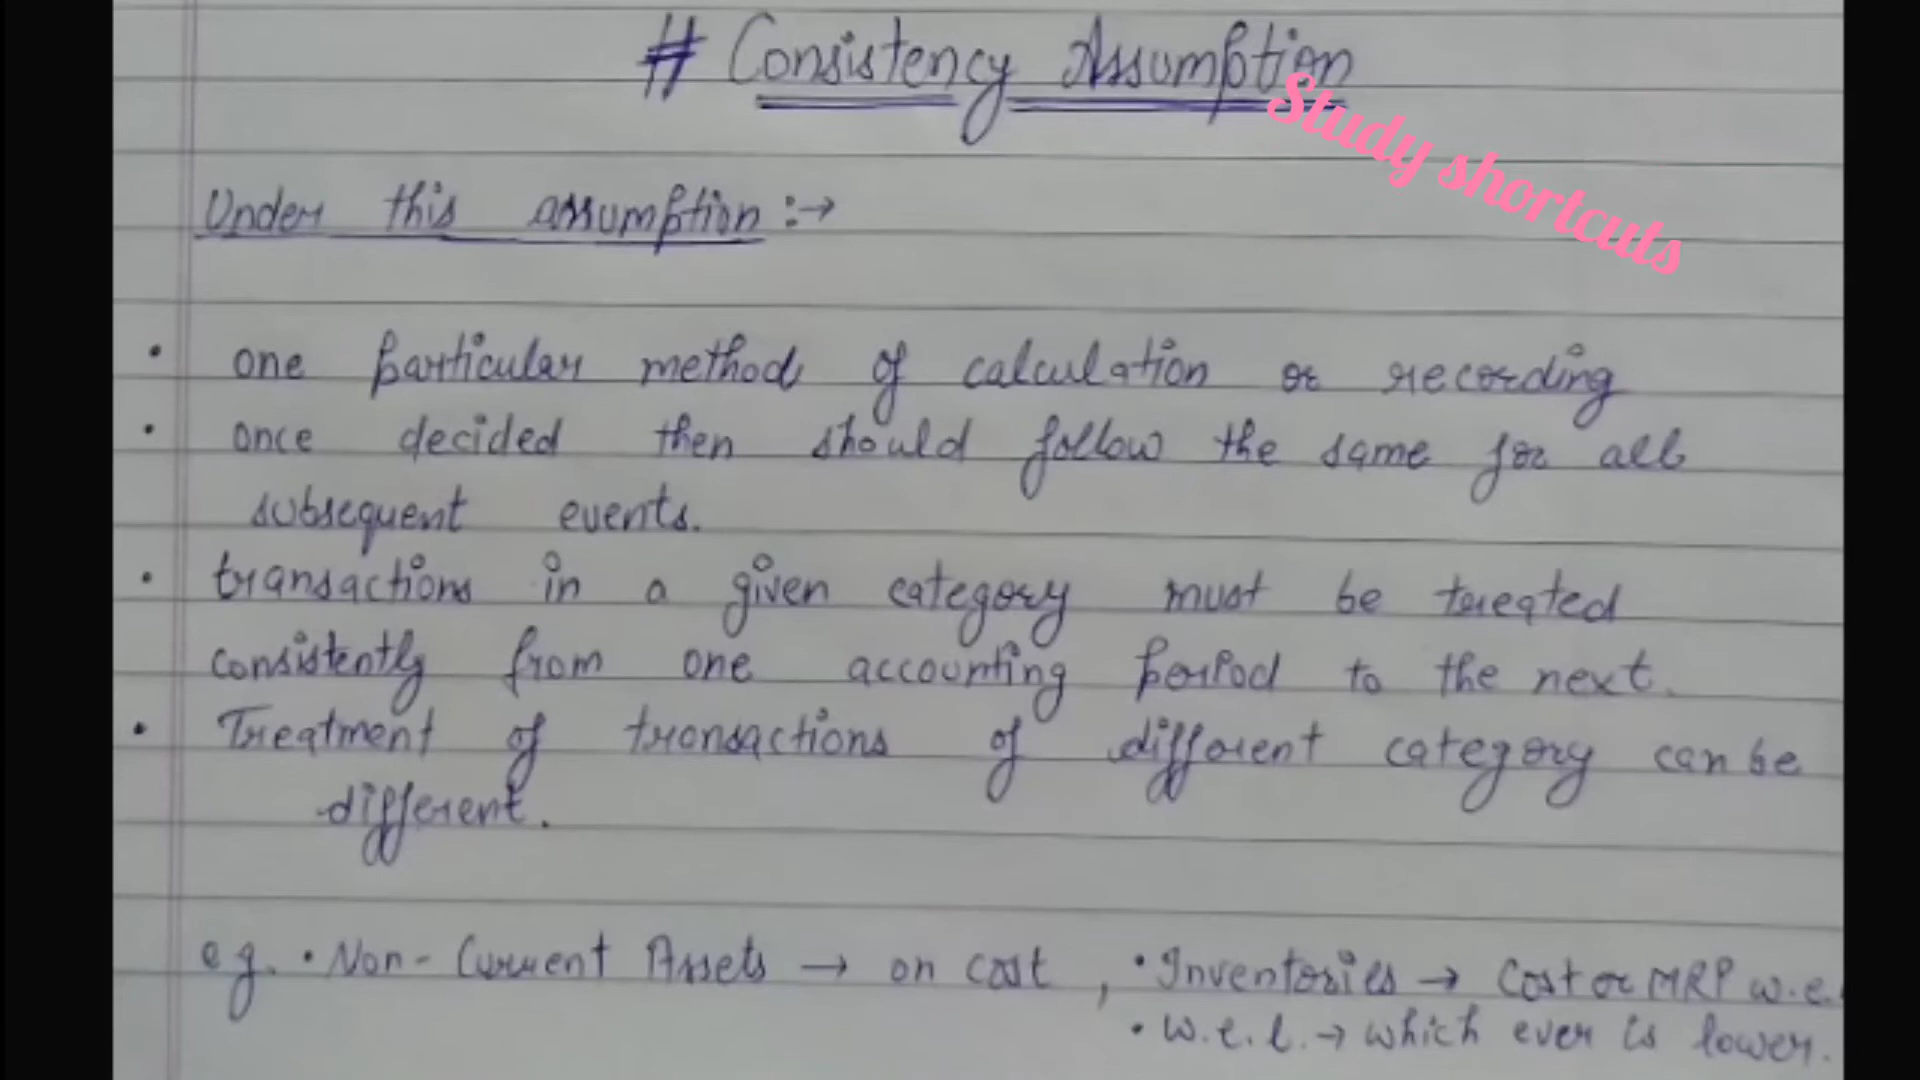 # Consistency Assumption
Study shortcuts
Under this assumption :→
• one particular method of calculation or recording
• once decided then should follow the same for all
subsequent events.
• transactions in a given category must be treated
consistently from one accounting period to the next.
• Treatment of transactions of different category can be
different.
e.g. • Non-Current Assets → on cost , • Inventories → Cost or MRP w.e.
• w.e.l. → which ever is lower.